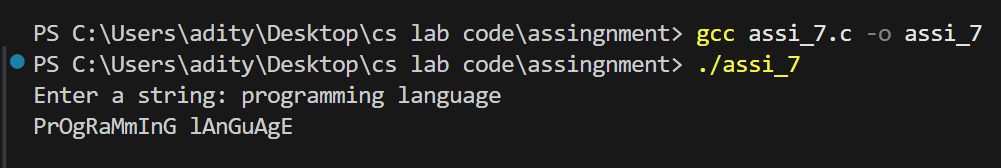 PS C:\Users\adity\Desktop\cs lab code\assingnment> gcc assi_7.c -o assi_7
PS C:\Users\adity\Desktop\cs lab code\assingnment> ./assi_7
Enter a string: programming language
PrOgRaMmInG lAnGuAgE